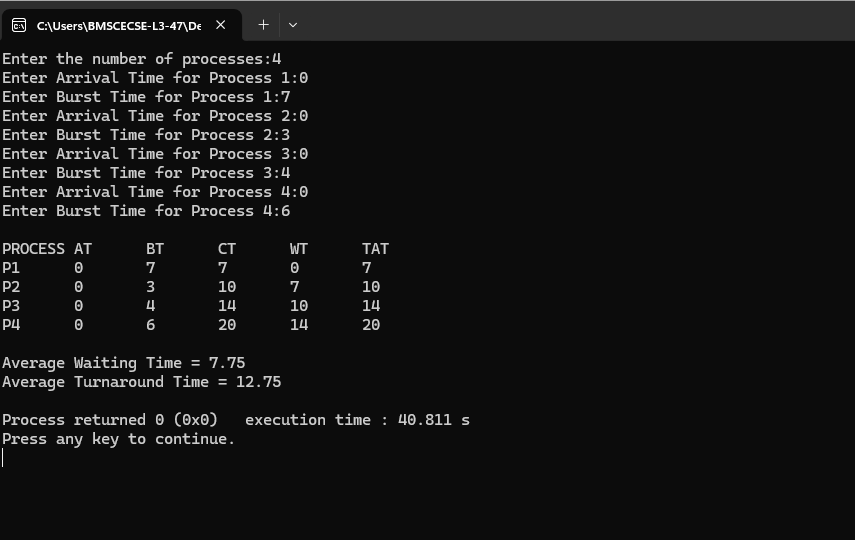 C:\Users\BMSCECSE-L3-47\De
Enter the number of processes:4
Enter Arrival Time for Process 1:0
Enter Burst Time for Process 1:7
Enter Arrival Time for Process 2:0
Enter Burst Time for Process 2:3
Enter Arrival Time for Process 3:0
Enter Burst Time for Process 3:4
Enter Arrival Time for Process 4:0
Enter Burst Time for Process 4:6
PROCESS AT      BT      CT      WT      TAT
P1      0       7       7       0       7
P2      0       3       10      7       10
P3      0       4       14      10      14
P4      0       6       20      14      20
Average Waiting Time = 7.75
Average Turnaround Time = 12.75
Process returned 0 (0x0)   execution time : 40.811 s
Press any key to continue.